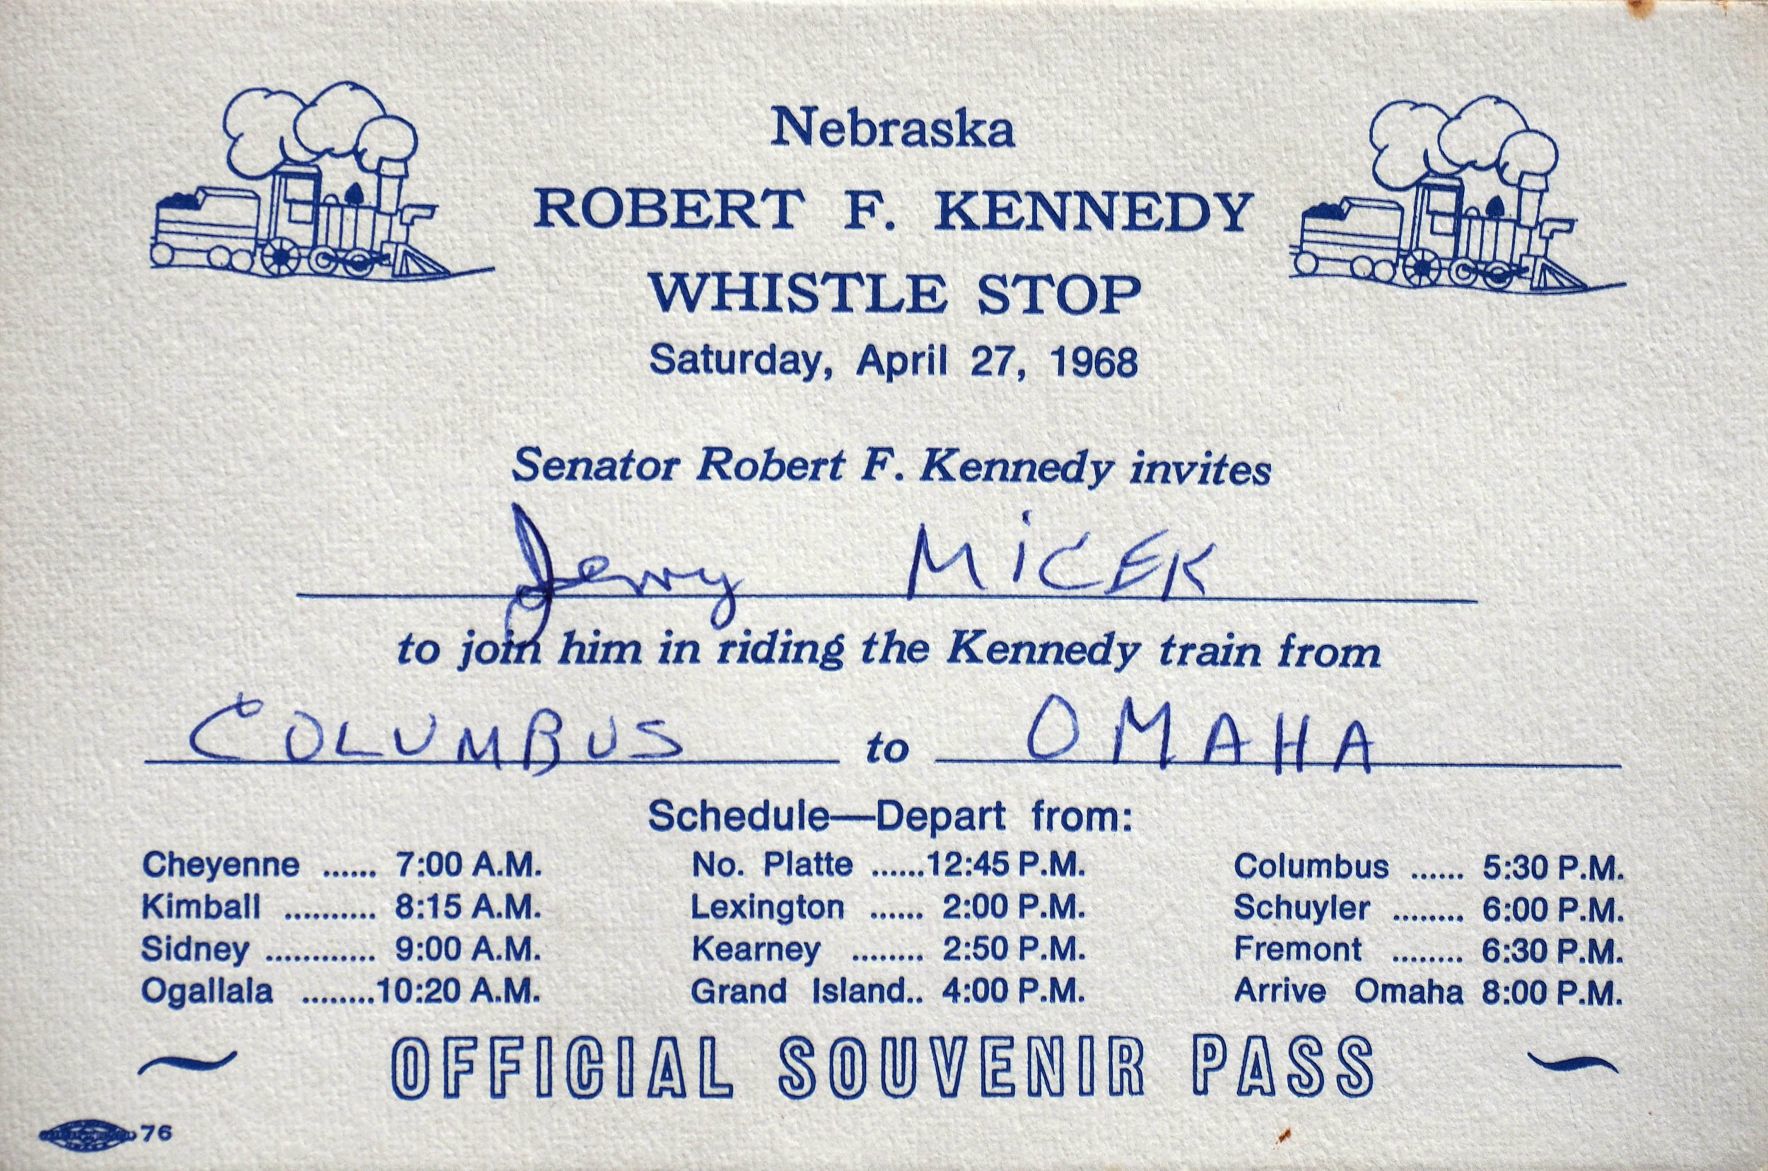 Nebraska
ROBERT F. KENNEDY
WHISTLE STOP
Saturday, April 27, 1968
Senator Robert F. Kennedy invites
Jerry MICEK
to join him in riding the Kennedy train from
COLUMBUS to OMAHA
Schedule—Depart from:
Cheyenne ...... 7:00 A.M. No. Platte ......12:45 P.M. Columbus ...... 5:30 P.M.
Kimball .......... 8:15 A.M. Lexington ...... 2:00 P.M. Schuyler ........ 6:00 P.M.
Sidney ............ 9:00 A.M. Kearney ........ 2:50 P.M. Fremont ........ 6:30 P.M.
Ogallala ........10:20 A.M. Grand Island.. 4:00 P.M. Arrive Omaha 8:00 P.M.
OFFICIAL SOUVENIR PASS
76